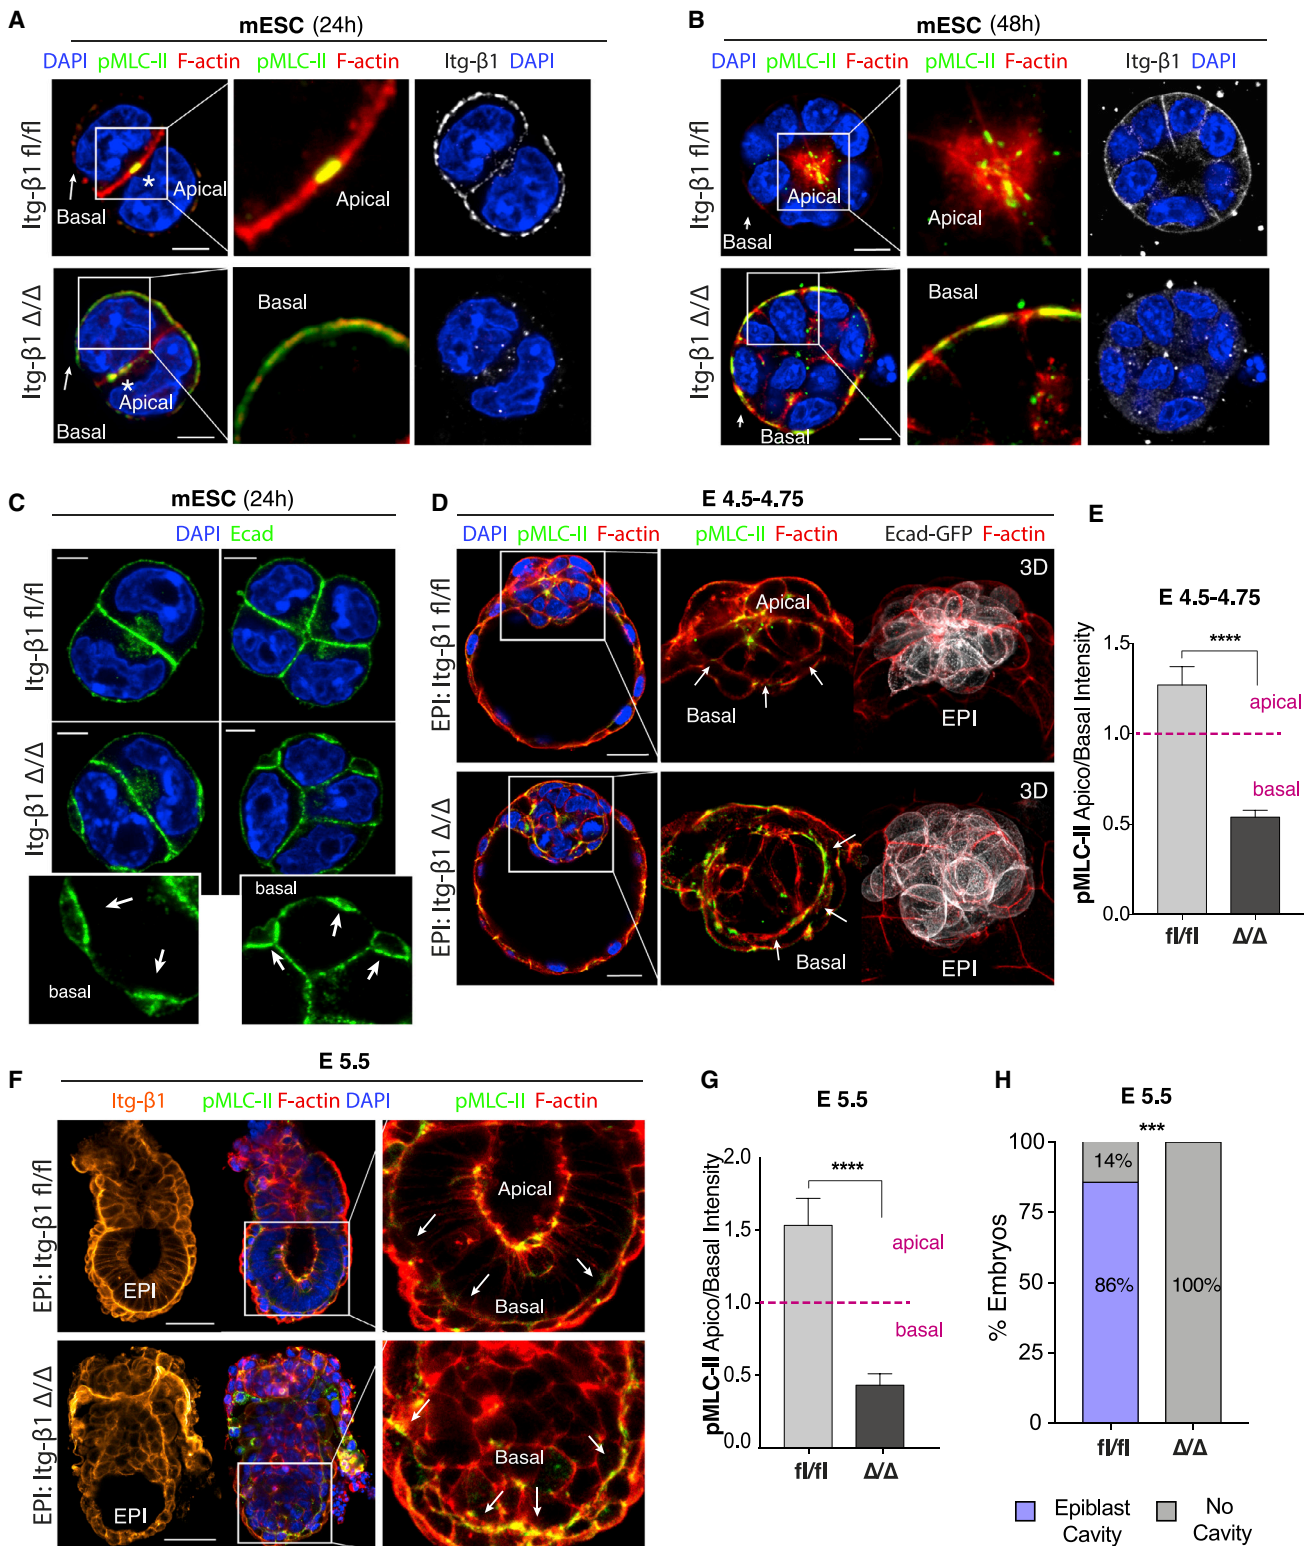 A
mESC (24h)
DAPI pMLC-II F-actin
pMLC-II F-actin
Itg-β1 DAPI
Itg-β1 fl/fl
*
Apical
Basal
Apical
Itg-β1 Δ/Δ
*
Apical
Basal
Basal
B
mESC (48h)
DAPI pMLC-II F-actin
pMLC-II F-actin
Itg-β1 DAPI
Itg-β1 fl/fl
Apical
Basal
Apical
Itg-β1 Δ/Δ
Basal
Basal
C
mESC (24h)
DAPI Ecad
Itg-β1 fl/fl
Itg-β1 Δ/Δ
basal
basal
D
E 4.5-4.75
DAPI pMLC-II F-actin
pMLC-II F-actin
Ecad-GFP F-actin
EPI: Itg-β1 fl/fl
Apical
Basal
3D
EPI
EPI: Itg-β1 Δ/Δ
Basal
3D
EPI
E
E 4.5-4.75
pMLC-II Apico/Basal Intensity
1.5
1.0
0.5
0.0
****
apical
basal
fl/fl
Δ/Δ
F
E 5.5
Itg-β1
pMLC-II F-actin DAPI
pMLC-II F-actin
EPI: Itg-β1 fl/fl
EPI
Apical
Basal
EPI: Itg-β1 Δ/Δ
EPI
Basal
G
E 5.5
pMLC-II Apico/Basal Intensity
2.0
1.5
1.0
0.5
0.0
****
apical
basal
fl/fl
Δ/Δ
H
E 5.5
***
% Embryos
100
75
50
25
0
14%
86%
100%
fl/fl
Δ/Δ
Epiblast
Cavity
No
Cavity